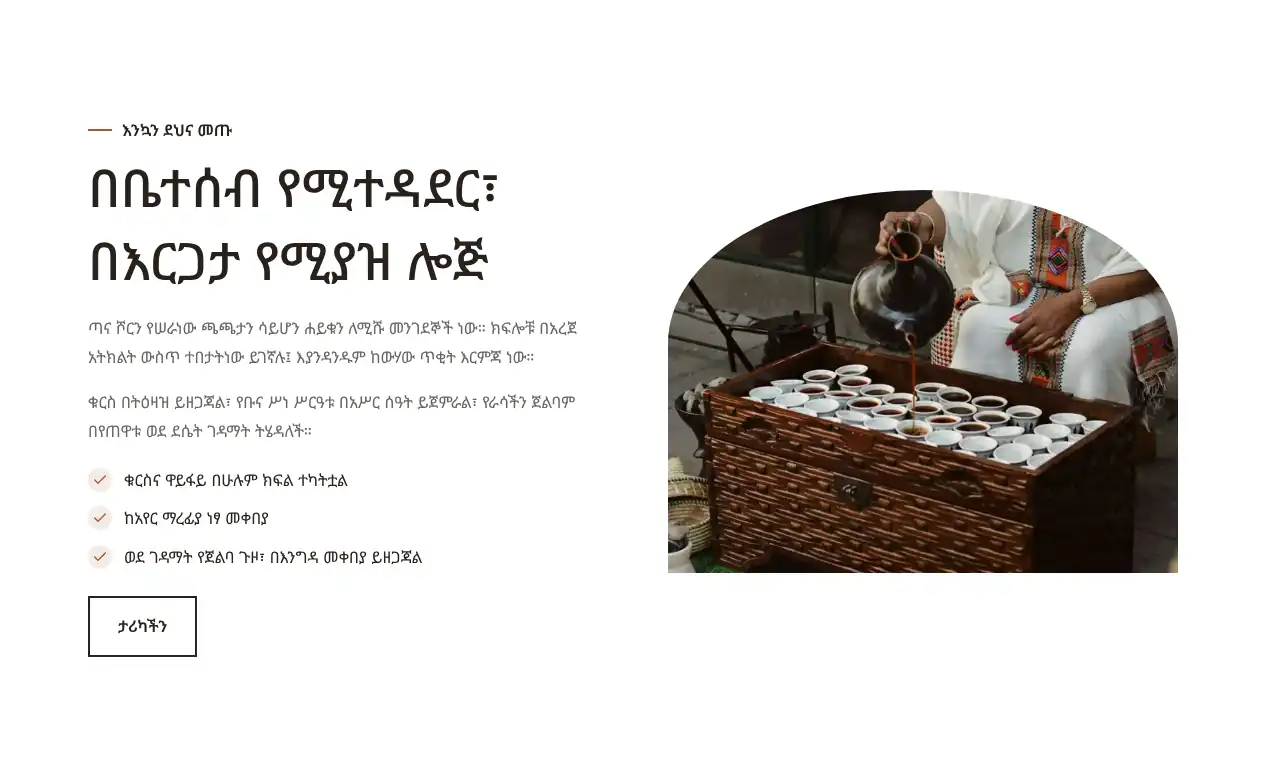 እንኳን ደህና መጡ
በቤተሰብ የሚተዳደር፣
በእርጋታ የሚያዝ ሎጅ
ጣና ሾርን የሠራነው ጫጫታን ሳይሆን ሐይቁን ለሚሹ መንገደኞች ነው። ክፍሎቹ በአረጀ
አትክልት ውስጥ ተበታትነው ይገኛሉ፤ እያንዳንዱም ከውሃው ጥቂት እርምጃ ነው።
ቁርስ በትዕዛዝ ይዘጋጃል፣ የቡና ሥነ ሥርዓቱ በአሥር ሰዓት ይጀምራል፣ የራሳችን ጀልባም
በየጠዋቱ ወደ ደሴት ገዳማት ትሄዳለች።
ቁርስና ዋይፋይ በሁሉም ክፍል ተካትቷል
ከአየር ማረፊያ ነፃ መቀበያ
ወደ ገዳማት የጀልባ ጉዞ፣ በእንግዳ መቀበያ ይዘጋጃል
ታሪካችን